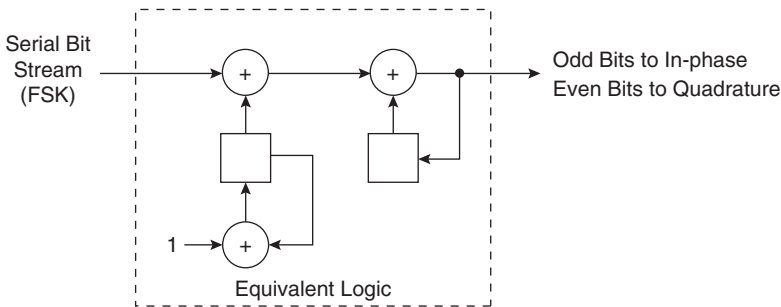 Serial Bit
Stream
(FSK)
+
+
Odd Bits to In-phase
Even Bits to Quadrature
1
+
Equivalent Logic